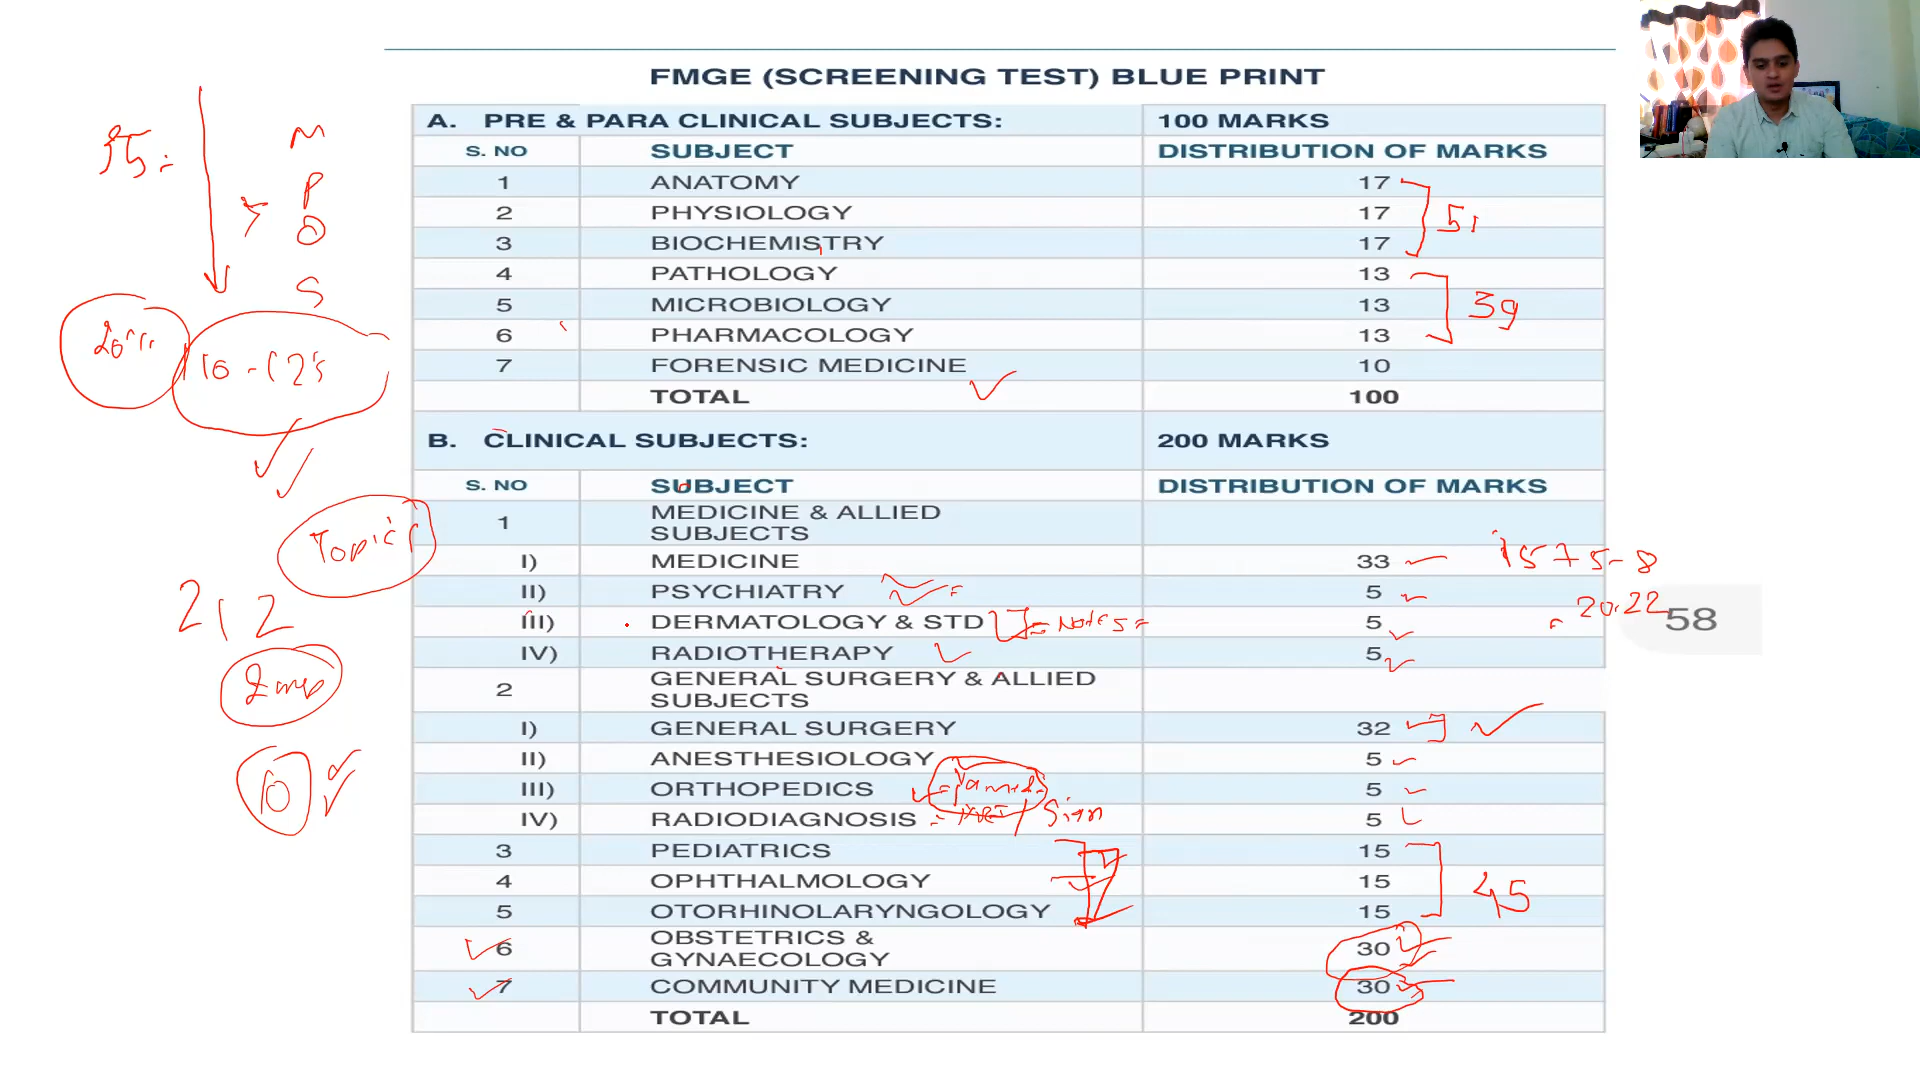 FMGE (SCREENING TEST) BLUE PRINT
A. PRE & PARA CLINICAL SUBJECTS: 100 MARKS
S. NO SUBJECT DISTRIBUTION OF MARKS
1 ANATOMY 17
2 PHYSIOLOGY 17
3 BIOCHEMISTRY 17
51
4 PATHOLOGY 13
5 MICROBIOLOGY 13
6 PHARMACOLOGY 13
39
7 FORENSIC MEDICINE 10
TOTAL 100
B. CLINICAL SUBJECTS: 200 MARKS
S. NO SUBJECT DISTRIBUTION OF MARKS
1 MEDICINE & ALLIED SUBJECTS
I) MEDICINE 33
II) PSYCHIATRY 5
III) DERMATOLOGY & STD 5
Notes
IV) RADIOTHERAPY 5
2 GENERAL SURGERY & ALLIED SUBJECTS
I) GENERAL SURGERY 32
II) ANESTHESIOLOGY 5
III) ORTHOPEDICS 5
IV) RADIODIAGNOSIS 5
Sign
3 PEDIATRICS 15
4 OPHTHALMOLOGY 15
5 OTORHINOLARYNGOLOGY 15
45
6 OBSTETRICS & GYNAECOLOGY 30
7 COMMUNITY MEDICINE 30
TOTAL 200
58
M
P
O
S
Topics
2, 2
10